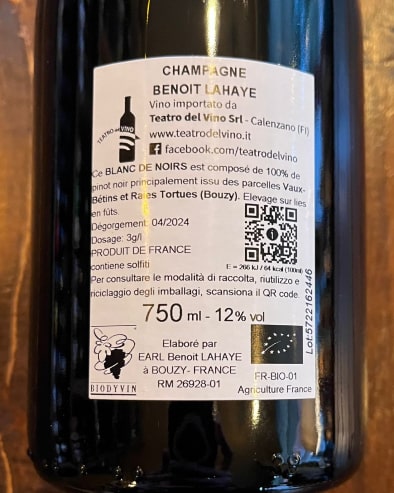 CHAMPAGNE
BENOIT LAHAYE
Vino importato da
Teatro del Vino Srl - Calenzano (FI)
www.teatrodelvino.it
facebook.com/teatrodelvino
TEATRO del VINO
Ce BLANC DE NOIRS est composé de 100% de
pinot noir principalement issu des parcelles Vaux-
Bétins et Raies Tortues (Bouzy). Elevage sur lies
en fûts.
Dégorgement: 04/2024
Dosage: 3g/l
PRODUIT DE FRANCE
contiene solfiti
E = 266 kJ / 64 kcal (100ml)
Per consultare le modalità di raccolta, riutilizzo e
riciclaggio degli imballagi, scansiona il QR code.
Lot:5722162446
750 ml - 12% vol
BIODYVIN
Elaboré par
EARL Benoit LAHAYE
à BOUZY- FRANCE
RM 26928-01
FR-BIO-01
Agriculture France